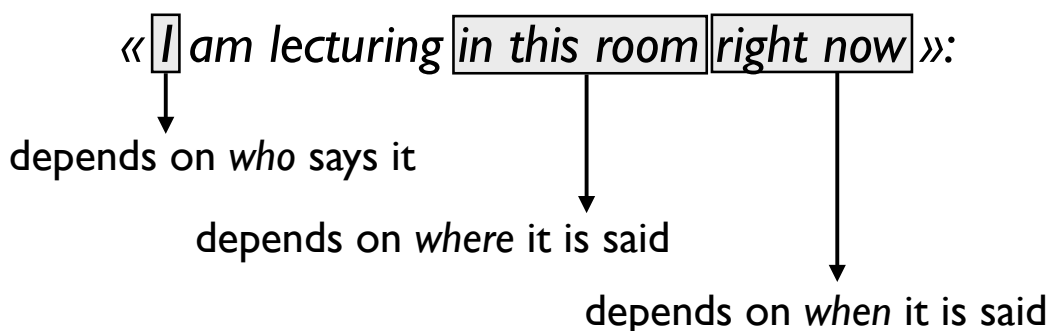 « I am lecturing in this room right now »:
depends on who says it
depends on where it is said
depends on when it is said